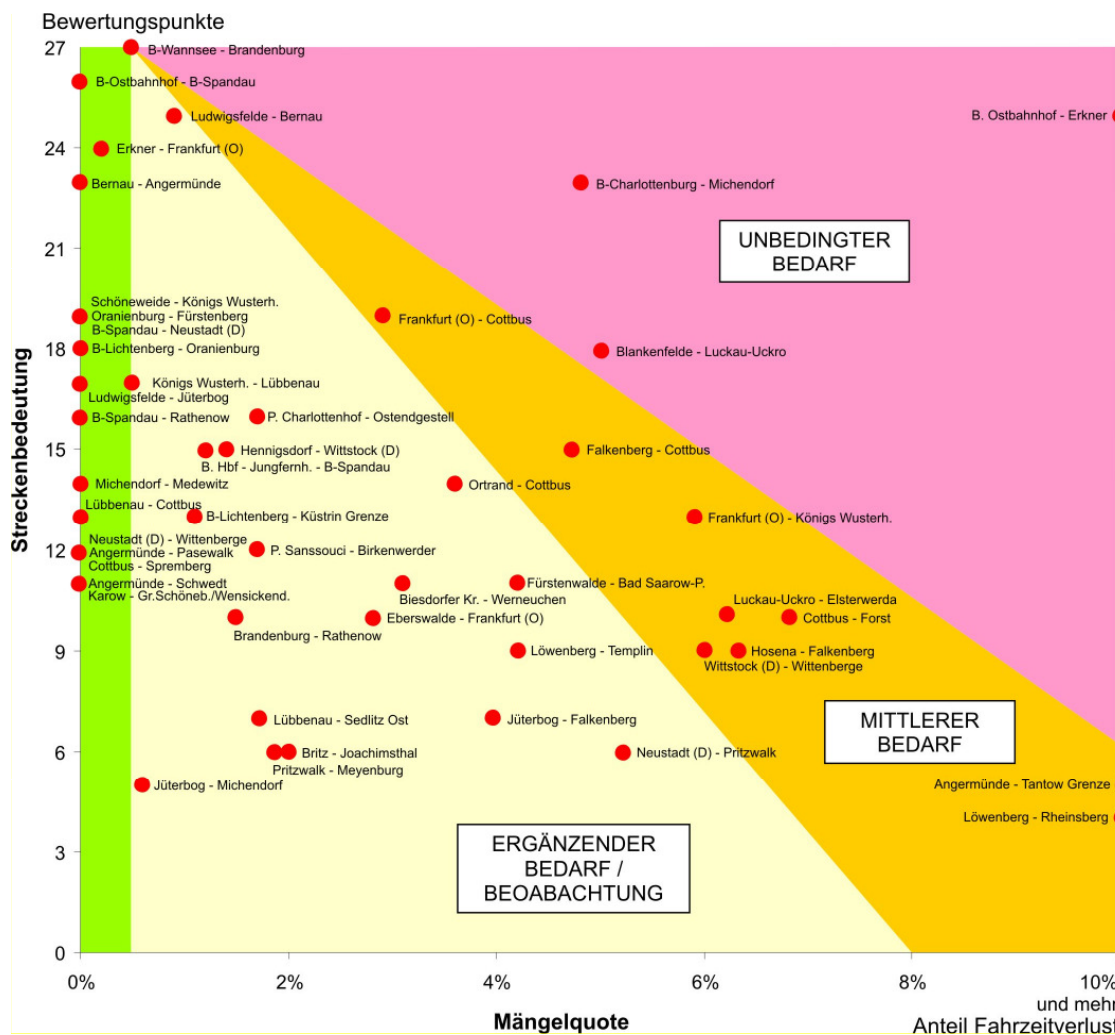 Bewertungspunkte
27
B-Wannsee - Brandenburg
B-Ostbahnhof - B-Spandau
Ludwigsfelde - Bernau
B. Ostbahnhof - Erkner
24
Erkner - Frankfurt (O)
Bernau - Angermünde
B-Charlottenburg - Michendorf
UNBEDINGTER
BEDARF
21
Schöneweide - Königs Wusterh.
Oranienburg - Fürstenberg
B-Spandau - Neustadt (D)
Frankfurt (O) - Cottbus
18
B-Lichtenberg - Oranienburg
Blankenfelde - Luckau-Uckro
Königs Wusterh. - Lübbenau
Ludwigsfelde - Jüterbog
B-Spandau - Rathenow
P. Charlottenhof - Ostendgestell
15
Hennigsdorf - Wittstock (D)
B. Hbf - Jungfernh. - B-Spandau
Falkenberg - Cottbus
Michendorf - Medewitz
Ortrand - Cottbus
Lübbenau - Cottbus
B-Lichtenberg - Küstrin Grenze
Frankfurt (O) - Königs Wusterh.
12
Neustadt (D) - Wittenberge
Angermünde - Pasewalk
Cottbus - Spremberg
P. Sanssouci - Birkenwerder
Angermünde - Schwedt
Karow - Gr.Schöneb./Wensickend.
Biesdorfer Kr. - Werneuchen
Fürstenwalde - Bad Saarow-P.
Luckau-Uckro - Elsterwerda
Brandenburg - Rathenow
Eberswalde - Frankfurt (O)
Cottbus - Forst
9
Löwenberg - Templin
Hosena - Falkenberg
Wittstock (D) - Wittenberge
Lübbenau - Sedlitz Ost
Jüterbog - Falkenberg
MITTLERER
BEDARF
6
Britz - Joachimsthal
Pritzwalk - Meyenburg
Neustadt (D) - Pritzwalk
Jüterbog - Michendorf
Angermünde - Tantow Grenze
Löwenberg - Rheinsberg
3
ERGÄNZENDER
BEDARF /
BEOABACHTUNG
0
Streckenbedeutung
0%
2%
4%
6%
8%
10%
und mehr
Mängelquote
Anteil Fahrzeitverlust